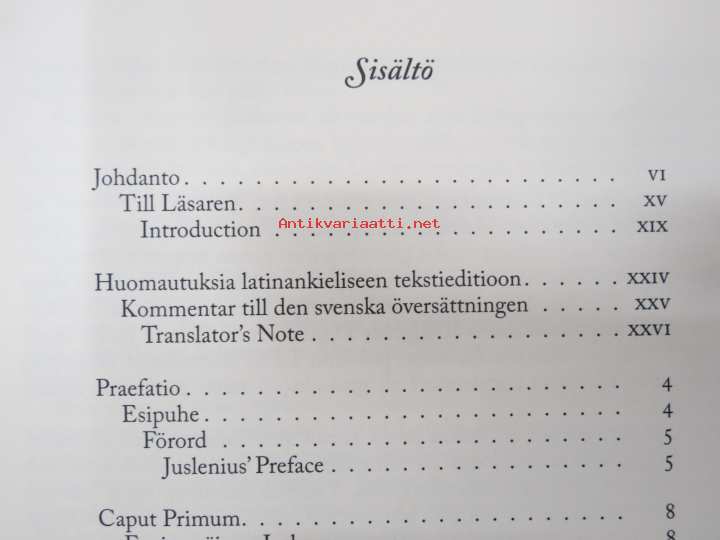 Sisältö
Johdanto. . . . . . . . . . . . . . . . . . . . . . . . . VI
Till Läsaren. . . . . . . . . . . . . . . . . . . . . . . XV
Antikvariaatti.net
Introduction . . . . . . . . . . . . . . . . . . . . XIX
Huomautuksia latinankieliseen tekstieditioon. . . . . . XXIV
Kommentar till den svenska översättningen . . . . . XXV
Translator's Note . . . . . . . . . . . . . . . . . . XXVI
Praefatio . . . . . . . . . . . . . . . . . . . . . . . . . 4
Esipuhe . . . . . . . . . . . . . . . . . . . . . . . . 4
Förord . . . . . . . . . . . . . . . . . . . . . . . 5
Juslenius' Preface . . . . . . . . . . . . . . . . . 5
Caput Primum. . . . . . . . . . . . . . . . . . . . . . 8